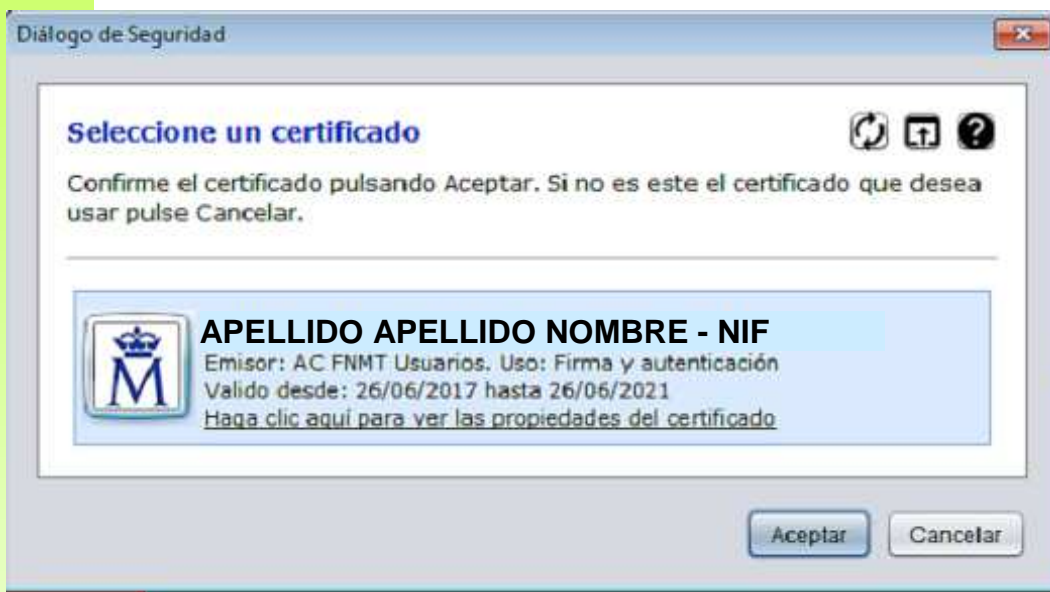 Diálogo de Seguridad
Seleccione un certificado
Confirme el certificado pulsando Aceptar. Si no es este el certificado que desea
usar pulse Cancelar.
APELLIDO APELLIDO NOMBRE - NIF
Emisor: AC FNMT Usuarios. Uso: Firma y autenticación
Valido desde: 26/06/2017 hasta 26/06/2021
Haga clic aquí para ver las propiedades del certificado
Aceptar
Cancelar